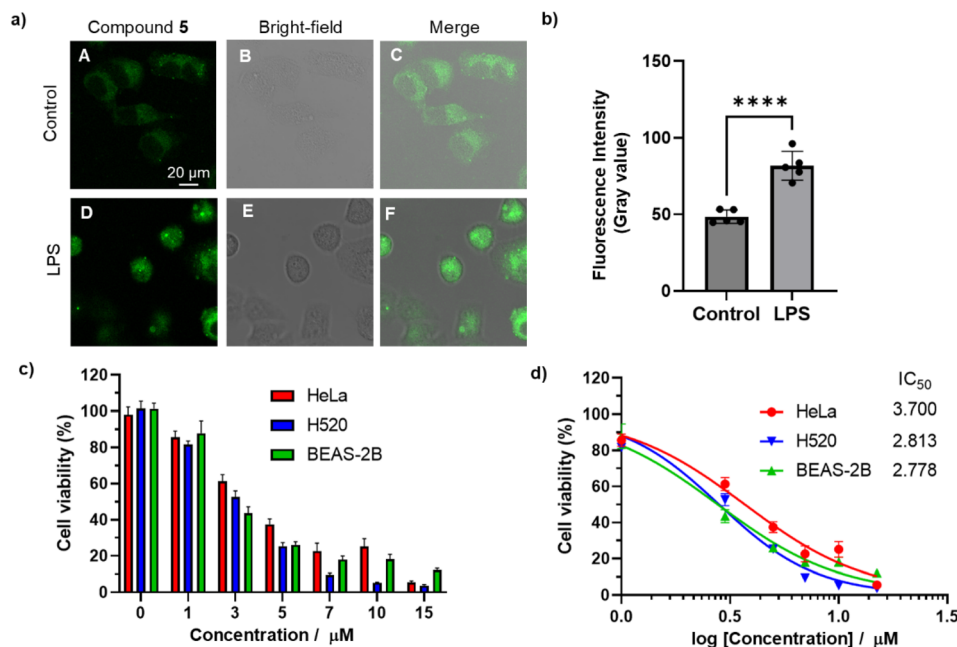 a)
Compound 5
Bright-field
Merge
Control
A
B
C
20 µm
LPS
D
E
F
b)
Fluorescence Intensity
(Gray value)
150
100
50
0
****
Control
LPS
c)
Cell viability (%)
120
100
80
60
40
20
0
HeLa
H520
BEAS-2B
0 1 3 5 7 10 15
Concentration / µM
d)
Cell viability (%)
120
100
80
60
40
20
0
IC50
HeLa 3.700
H520 2.813
BEAS-2B 2.778
0.0 0.5 1.0 1.5
log [Concentration] / µM